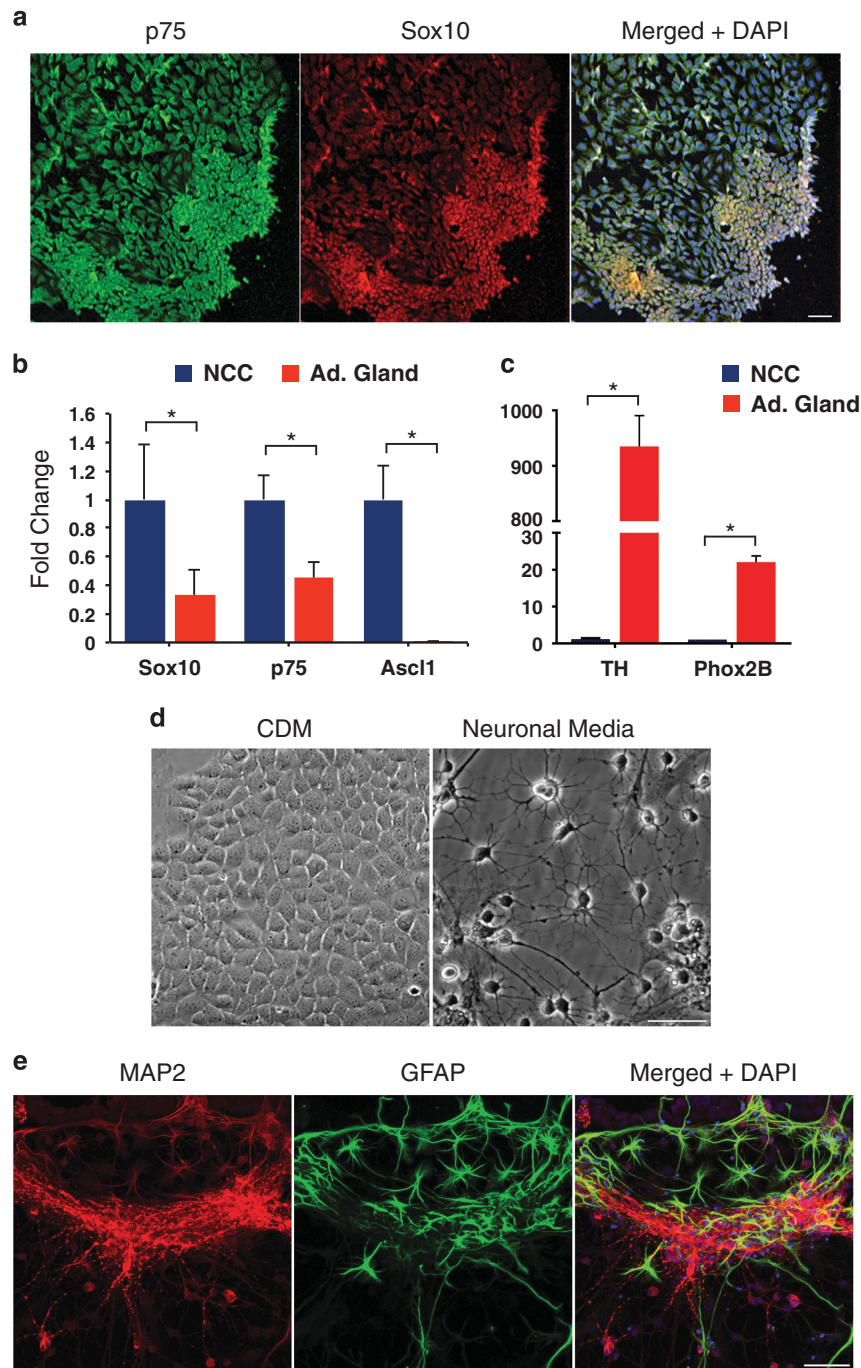 a
p75 Sox10 Merged + DAPI
b
NCC Ad. Gland
Fold Change
1.6
1.4
1.2
1
0.8
0.6
0.4
0.2
0
* * *
Sox10 p75 Ascl1
c
NCC
Ad. Gland
1000
900
800
30
20
10
0
* *
TH Phox2B
d
CDM Neuronal Media
e
MAP2 GFAP Merged + DAPI